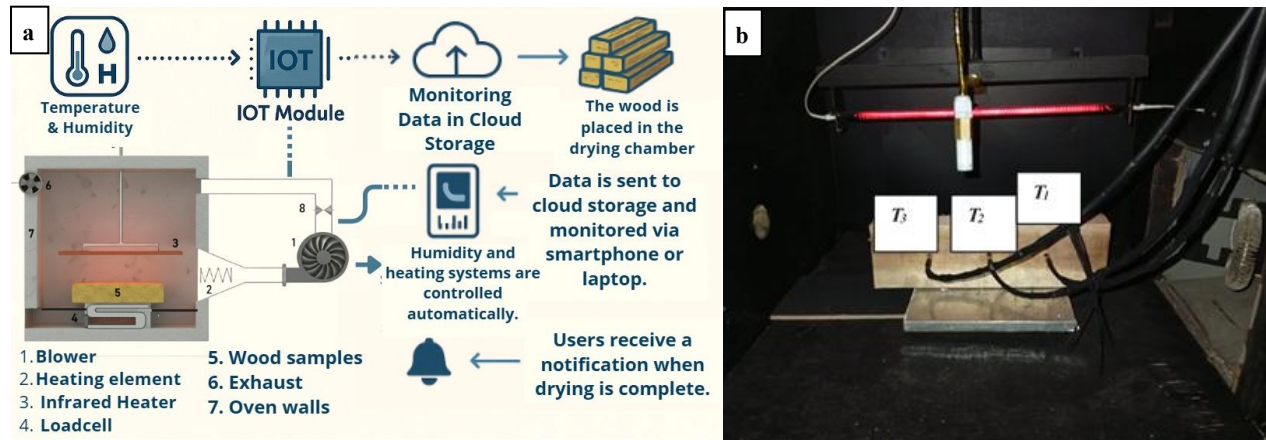 a
H
Temperature
& Humidity
IOT
IOT Module
Monitoring
Data in Cloud
Storage
The wood is
placed in the
drying chamber
6
7
3
5
4
8
1
2
Humidity and
heating systems are
controlled
automatically.
Data is sent to
cloud storage and
monitored via
smartphone or
laptop.
Users receive a
notification when
drying is complete.
1. Blower
2. Heating element
3. Infrared Heater
4. Loadcell
5. Wood samples
6. Exhaust
7. Oven walls
b
T3
T2
T1